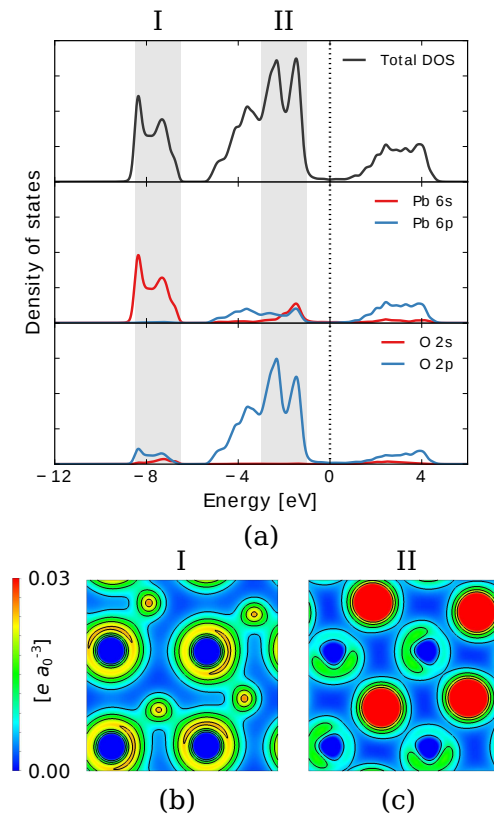 I II
Total DOS
Pb 6s
Pb 6p
O 2s
O 2p
Density of states
−12 −8 −4 0 4
Energy [eV]
(a)
I II
0.03
[e a₀⁻³]
0.00
(b) (c)